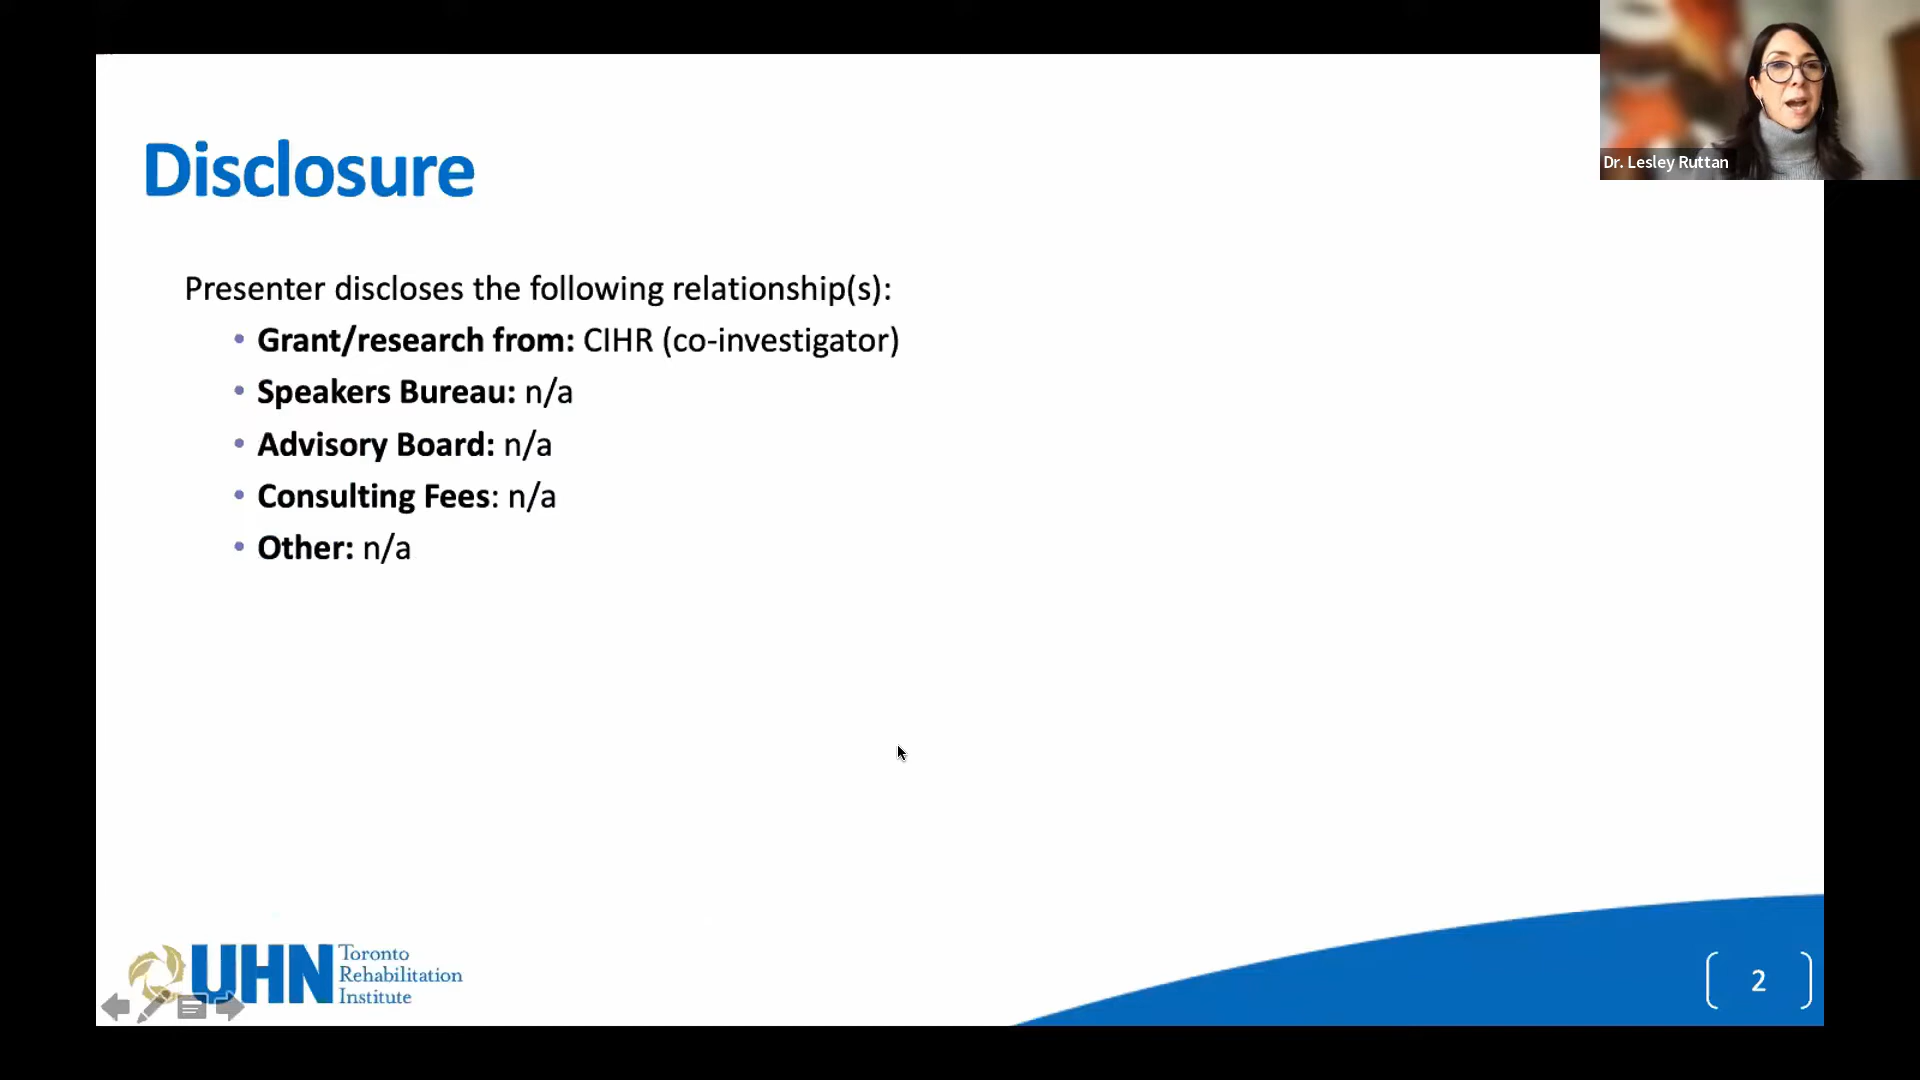 Disclosure
Presenter discloses the following relationship(s):
• Grant/research from: CIHR (co-investigator)
• Speakers Bureau: n/a
• Advisory Board: n/a
• Consulting Fees: n/a
• Other: n/a
Dr. Lesley Ruttan
UHN
Toronto
Rehabilitation
Institute
2